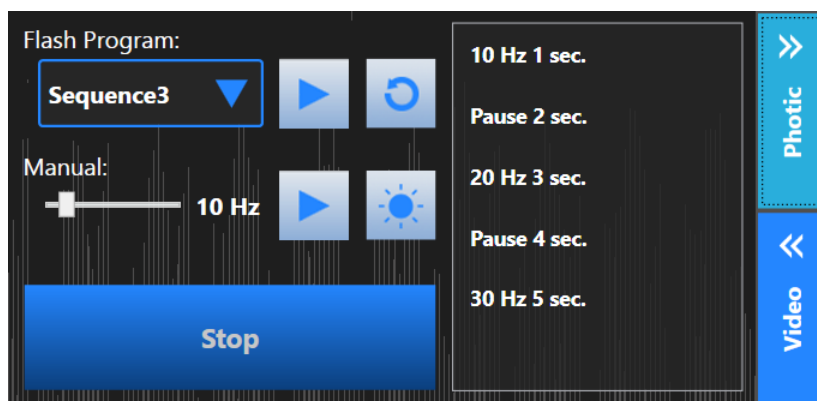 Flash Program:
Sequence3
Manual:
10 Hz
Stop
10 Hz 1 sec.
Pause 2 sec.
20 Hz 3 sec.
Pause 4 sec.
30 Hz 5 sec.
Photic
Video